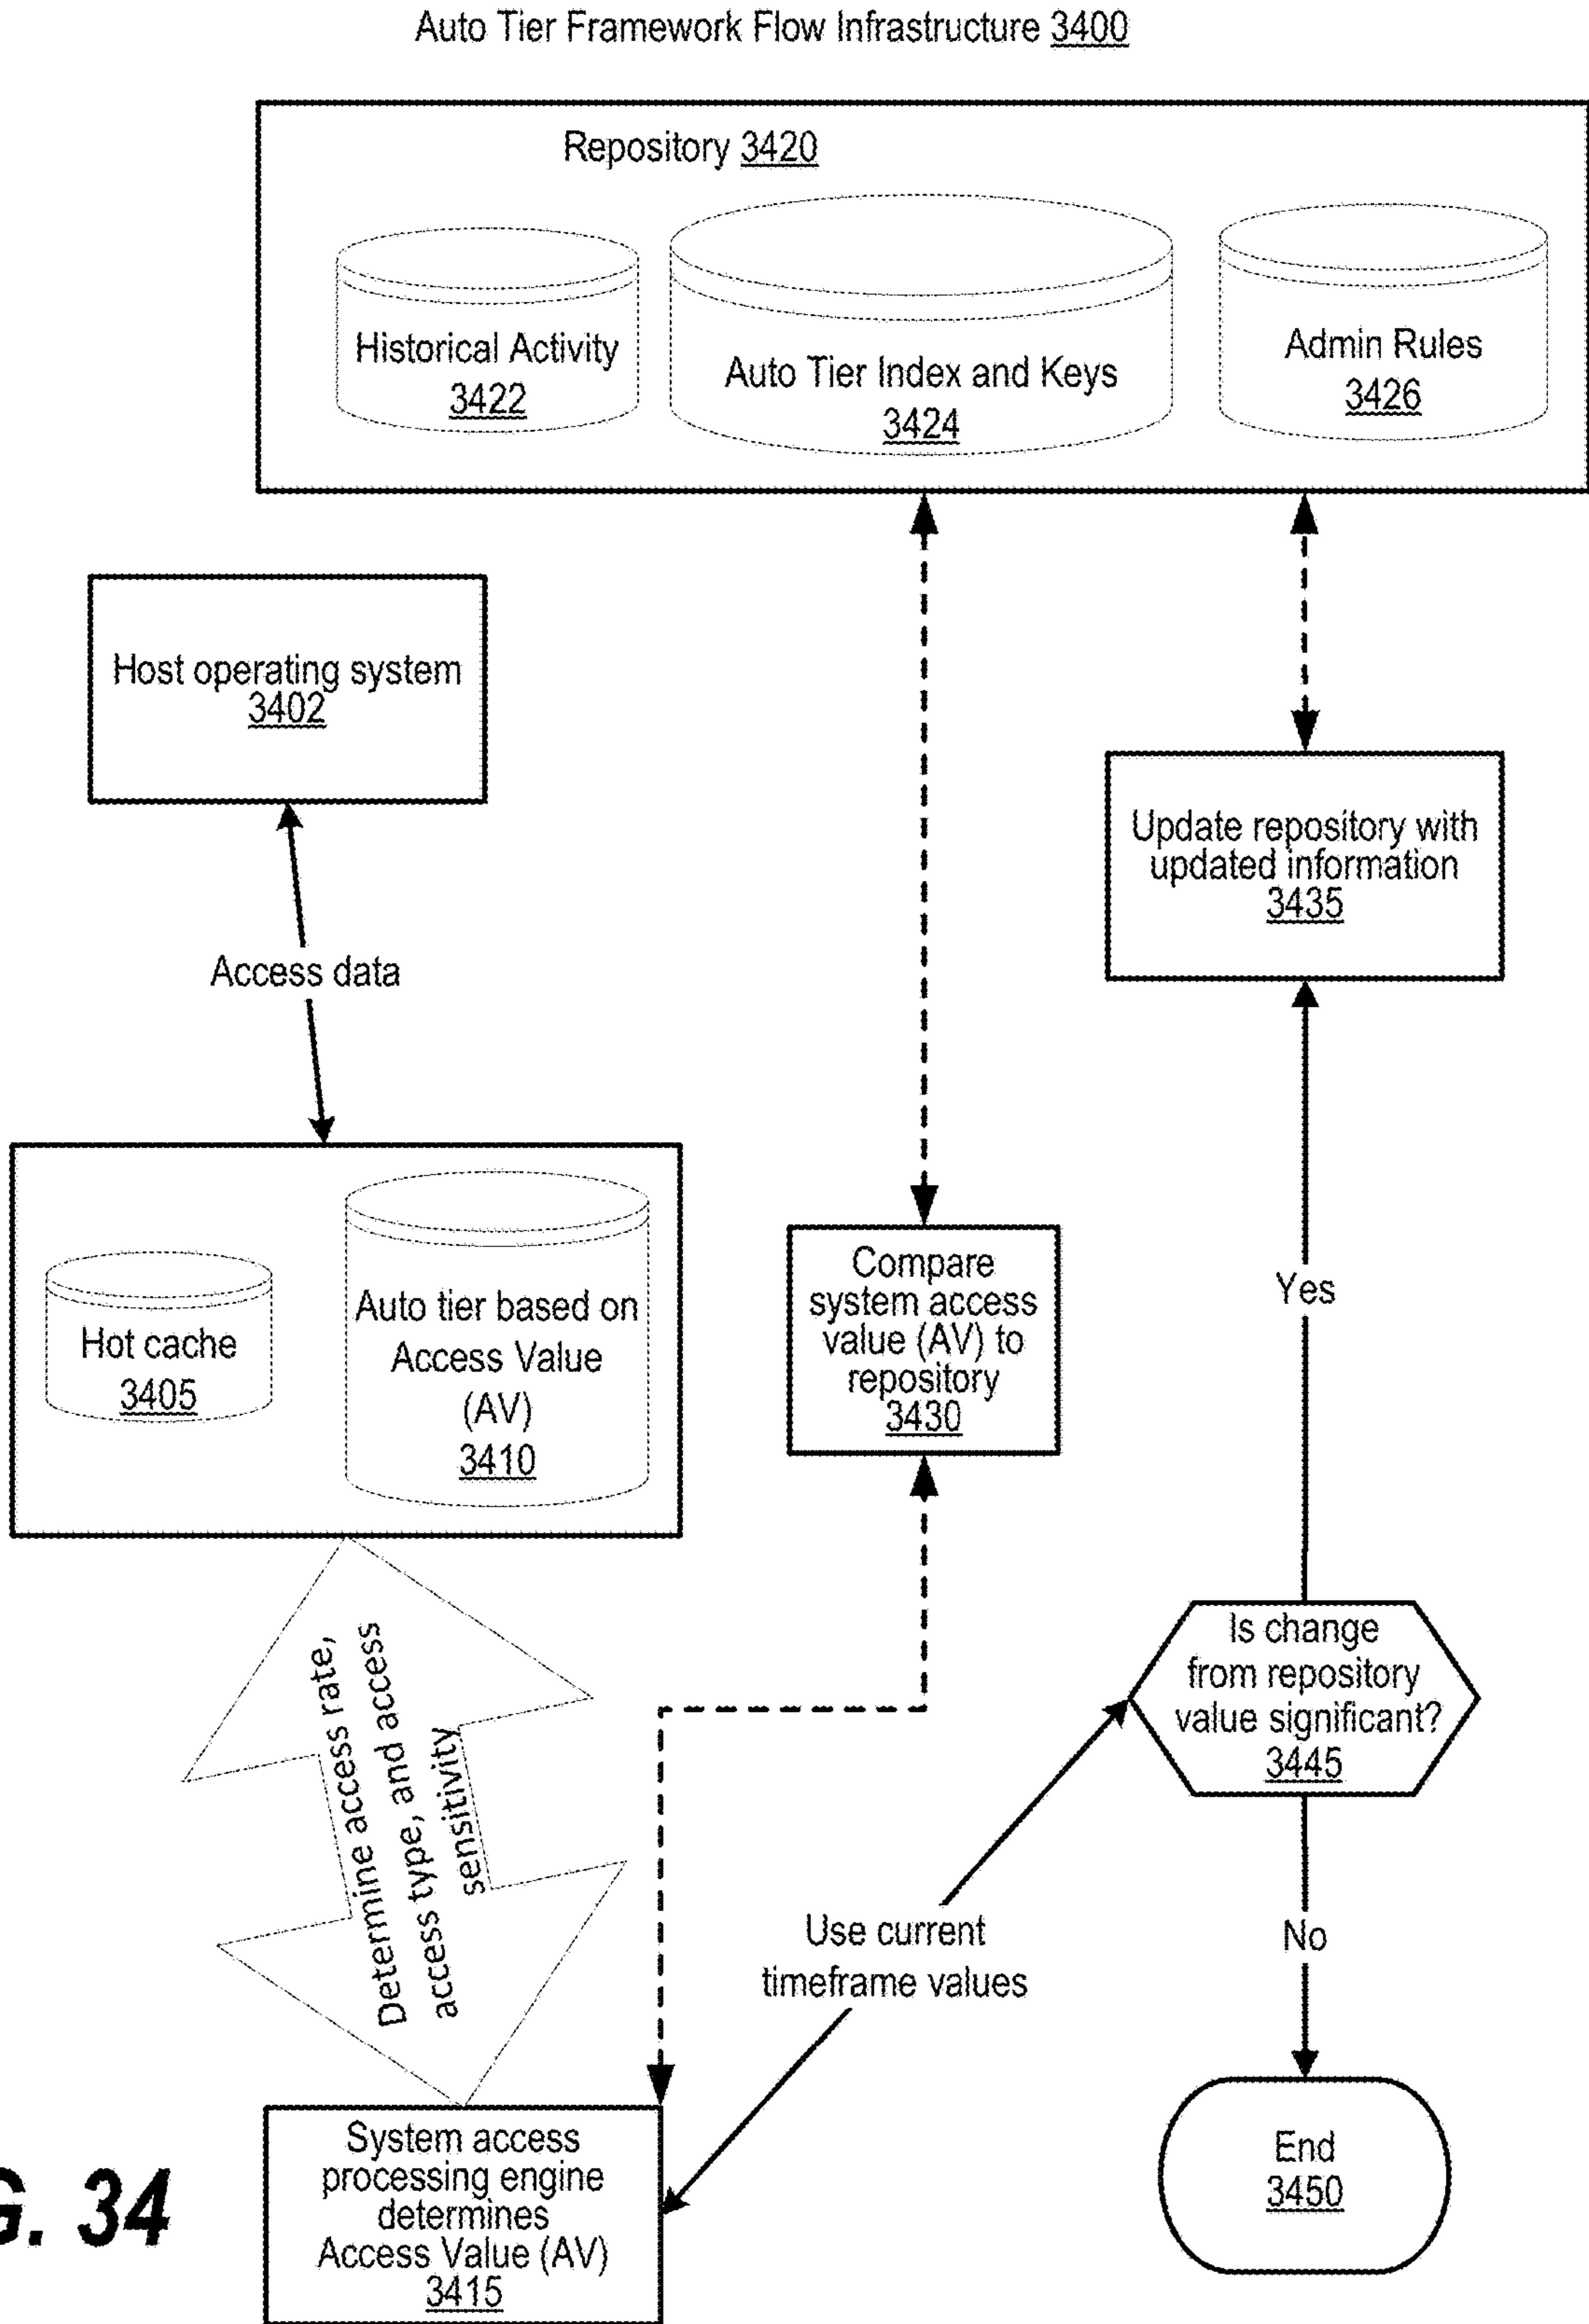 Auto Tier Framework Flow Infrastructure 3400
Repository 3420
Historical Activity
3422
Auto Tier Index and Keys
3424
Admin Rules
3426
Host operating system
3402
Update repository with
updated information
3435
Access data
Hot cache
3405
Auto tier based on
Access Value
(AV)
3410
Compare
system access
value (AV) to
repository
3430
Yes
Determine access rate,
access type, and access
sensitivity
Is change
from repository
value significant?
3445
Use current
timeframe values
No
System access
processing engine
determines
Access Value (AV)
3415
End
3450
G. 34